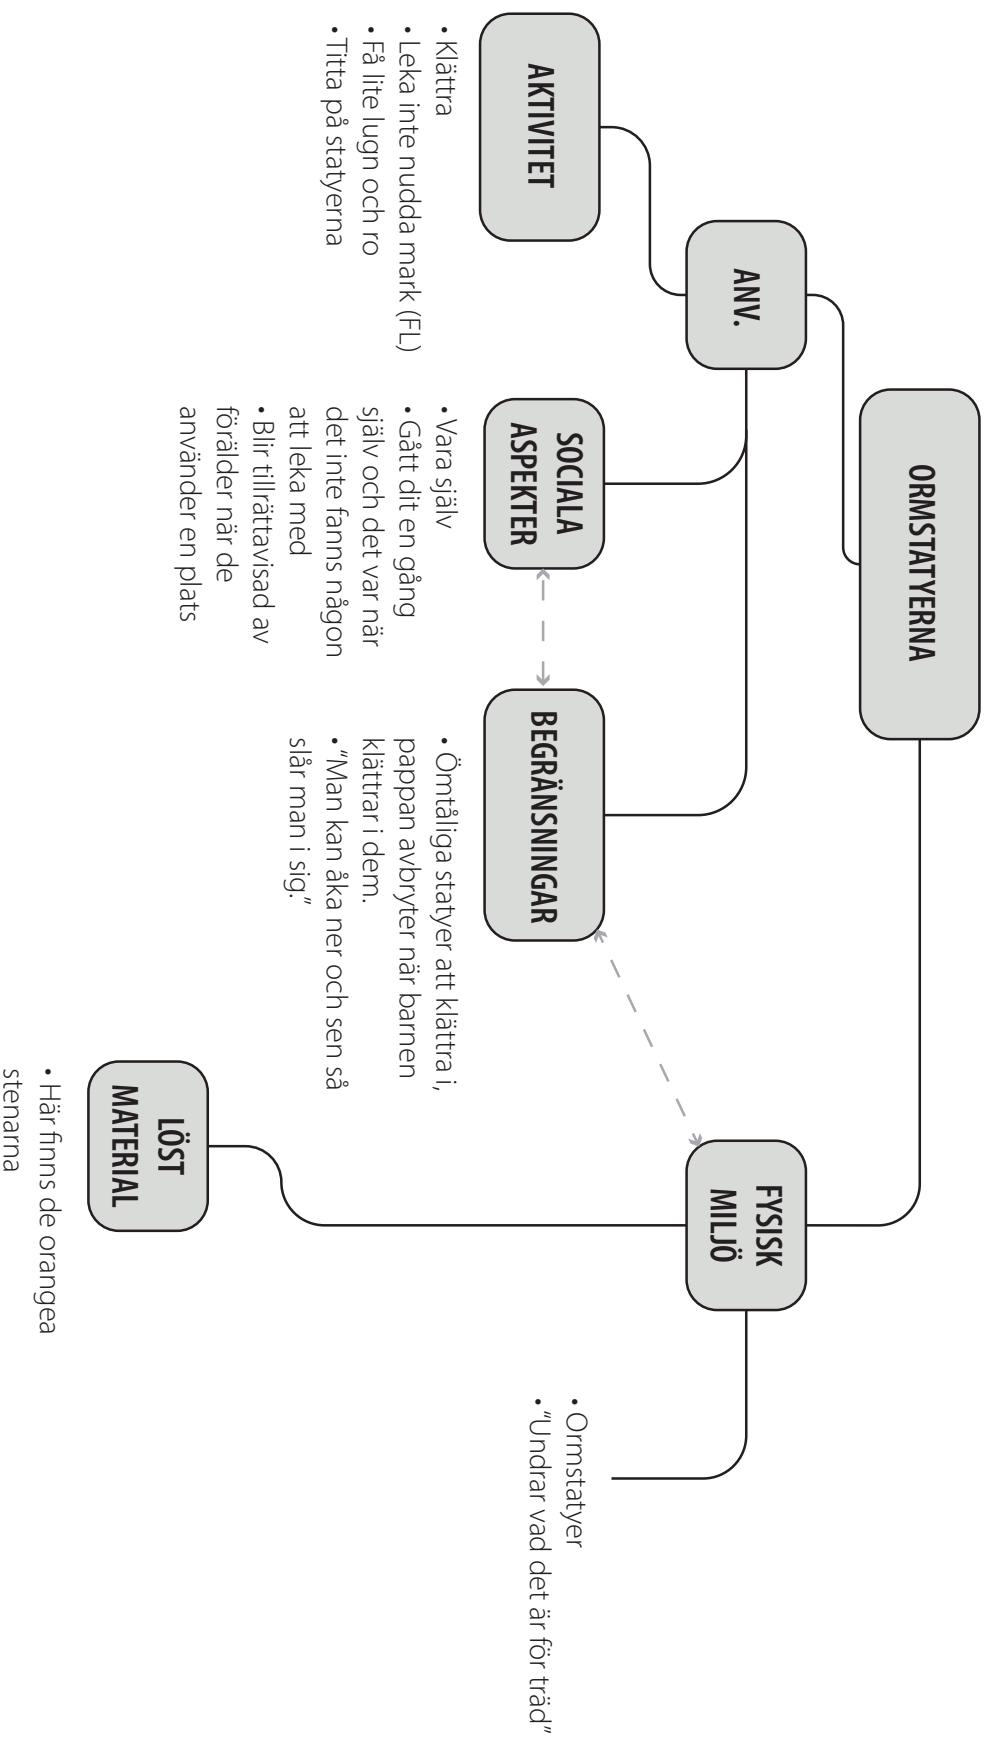 ORMSTATYERNA
ANV.
AKTIVITET
• Klättra
• Leka inte nudda mark (FL)
• Få lite lugn och ro
• Titta på statyerna
SOCIALA
ASPEKTER
• Vara själv
• Gått dit en gång
själv och det var när
det inte fanns någon
att leka med
• Blir tillrättavisad av
förälder när de
använder en plats
BEGRÄNSNINGAR
• Ömtåliga statyer att klättra i,
pappan avbryter när barnen
klättrar i dem.
• "Man kan åka ner och sen så
slår man i sig."
FYSISK
MILJÖ
• Ormstatyer
• "Undrar vad det är för träd"
LÖST
MATERIAL
• Här finns de orangea
stenarna